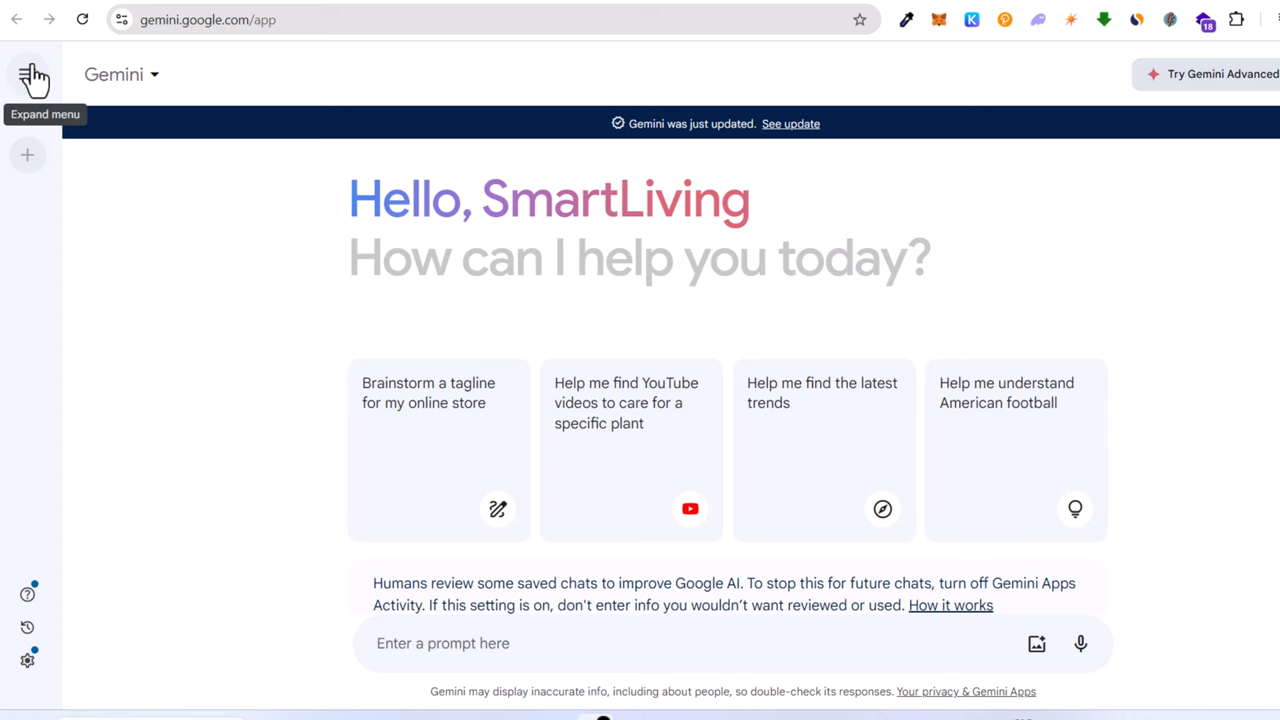 gemini.google.com/app
18
Gemini
Try Gemini Advanced
Expand menu
Gemini was just updated. See update
Hello, SmartLiving
How can I help you today?
Brainstorm a tagline
for my online store
Help me find YouTube
videos to care for a
specific plant
Help me find the latest
trends
Help me understand
American football
Humans review some saved chats to improve Google AI. To stop this for future chats, turn off Gemini Apps
Activity. If this setting is on, don't enter info you wouldn't want reviewed or used. How it works
Enter a prompt here
Gemini may display inaccurate info, including about people, so double-check its responses. Your privacy & Gemini Apps